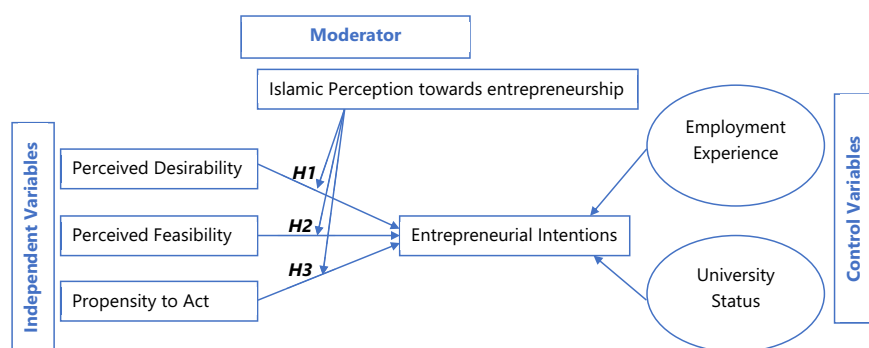 Moderator
Islamic Perception towards entrepreneurship
Independent Variables
Perceived Desirability
H1
Perceived Feasibility
H2
Propensity to Act
H3
Entrepreneurial Intentions
Employment
Experience
University
Status
Control Variables